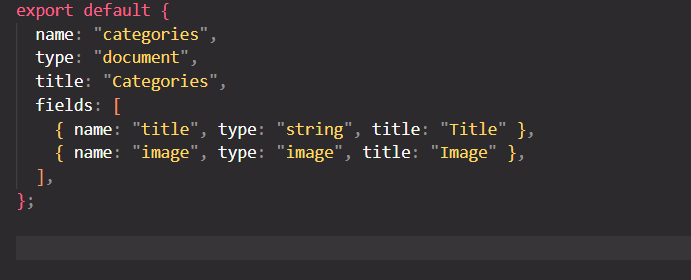 export default {
  name: "categories",
  type: "document",
  title: "Categories",
  fields: [
    { name: "title", type: "string", title: "Title" },
    { name: "image", type: "image", title: "Image" },
  ],
};